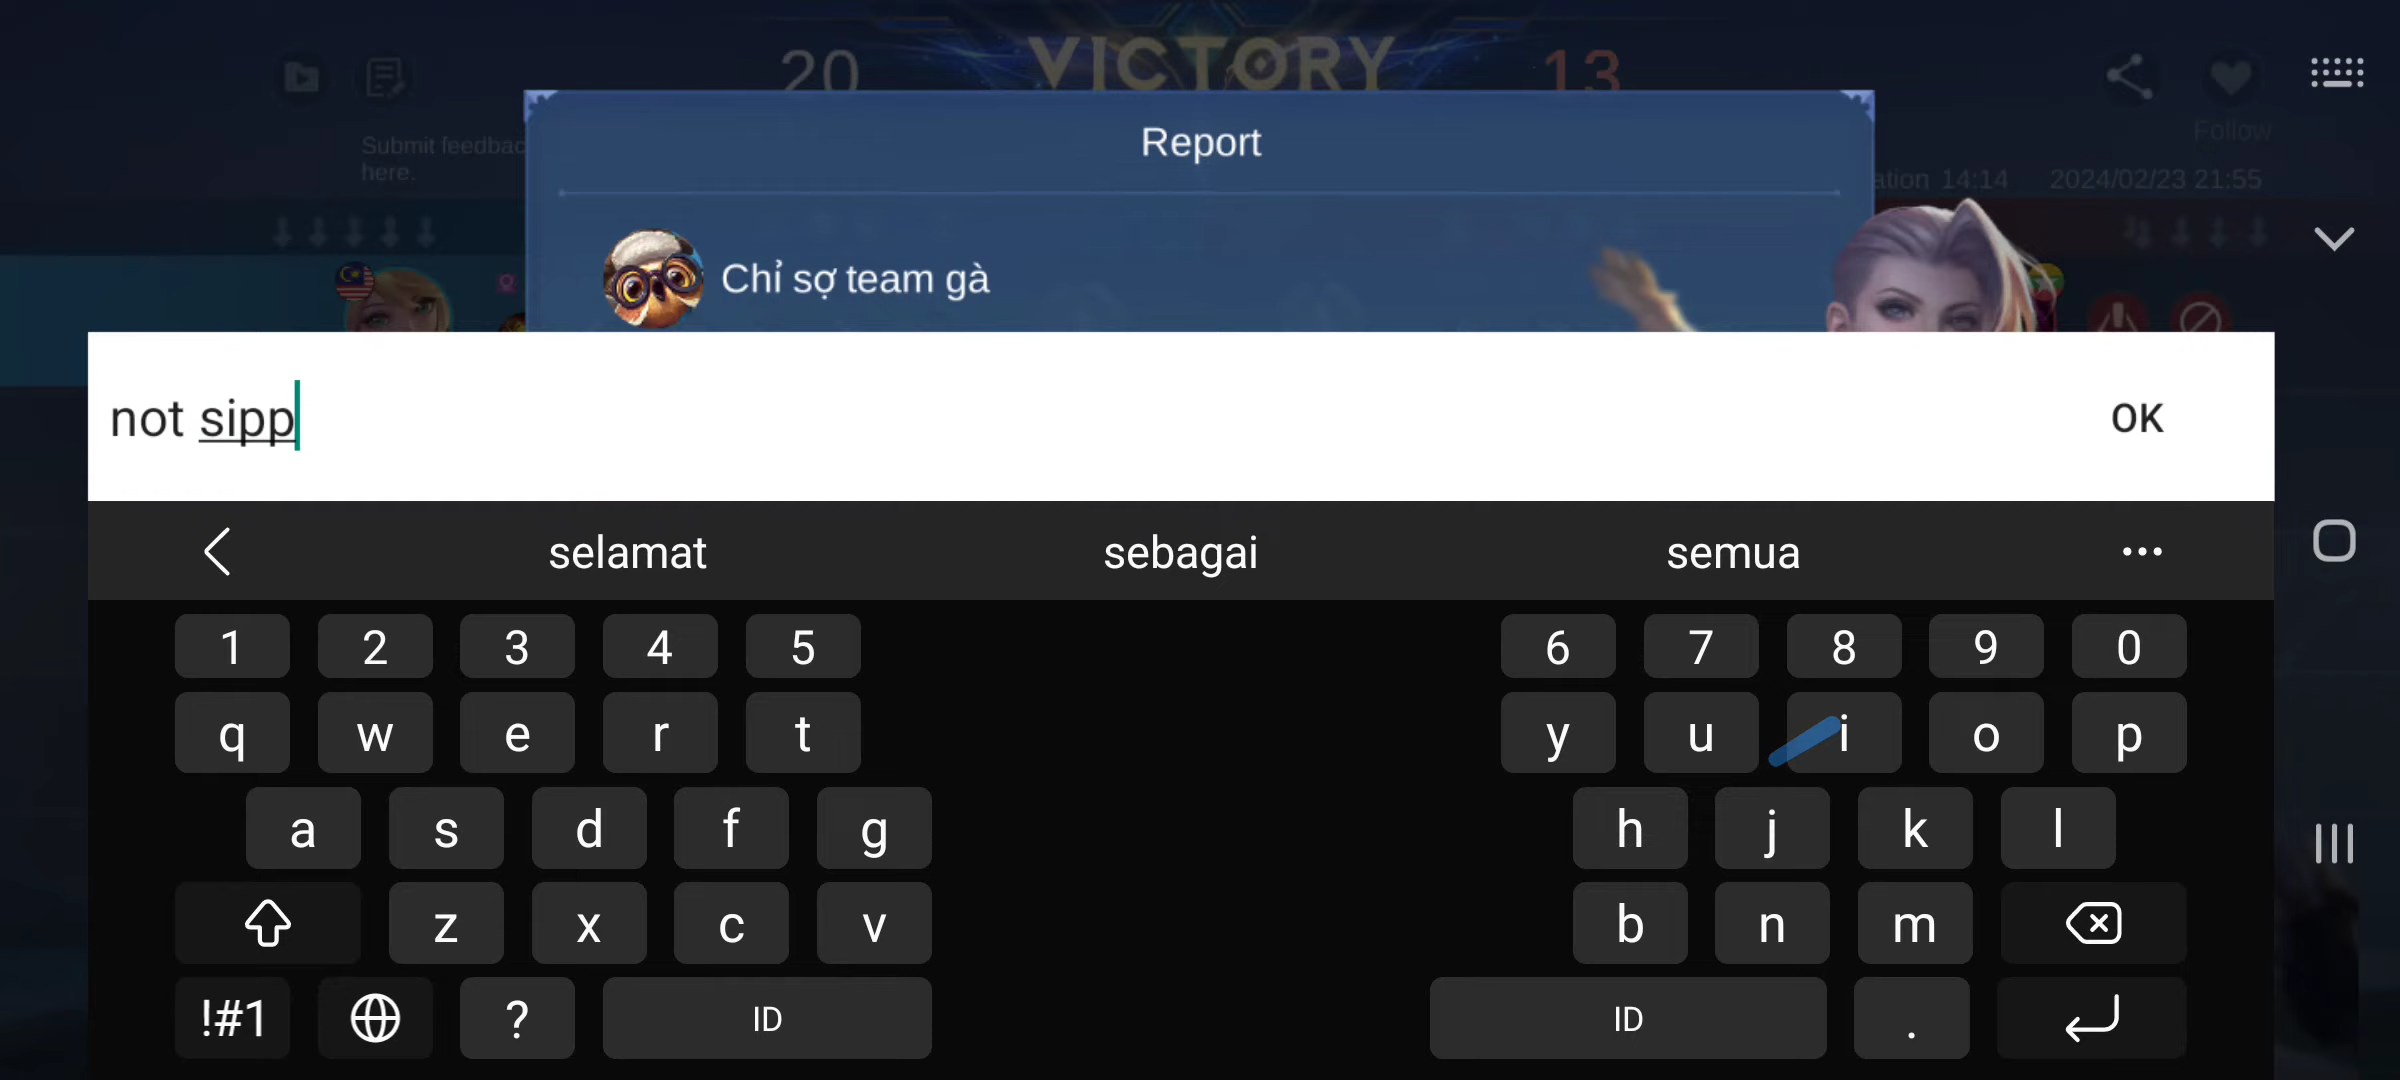 20 VICTORY 13
Submit feedbac
here.
Follow
Report
ation 14:14 2024/02/23 21:55
Chỉ sợ team gà
not sipp
OK
selamat sebagai semua
1 2 3 4 5 6 7 8 9 0
q w e r t y u i o p
a s d f g h j k l
z x c v b n m
!#1 ? ID ID .